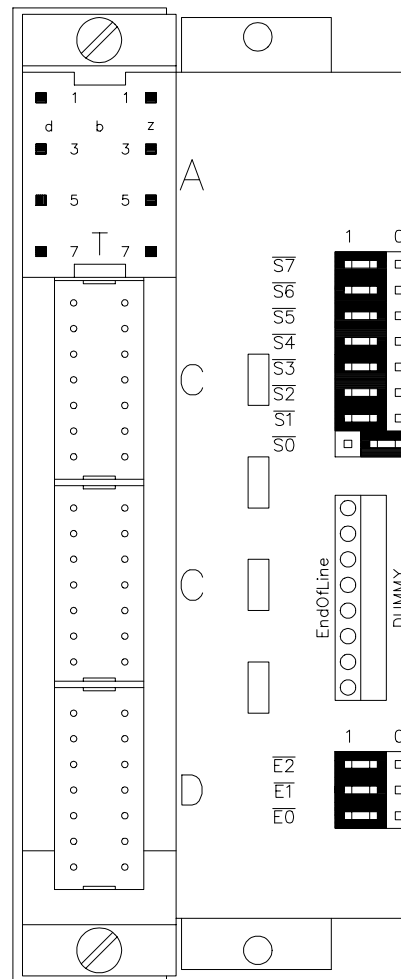 1 1
d b z
3 3
A
5 5
T
7 7
1 0
S7
S6
S5
S4
C S3
S2
S1
S0
EndOfLine
DUMMY
C
1 0
E2
D E1
E0